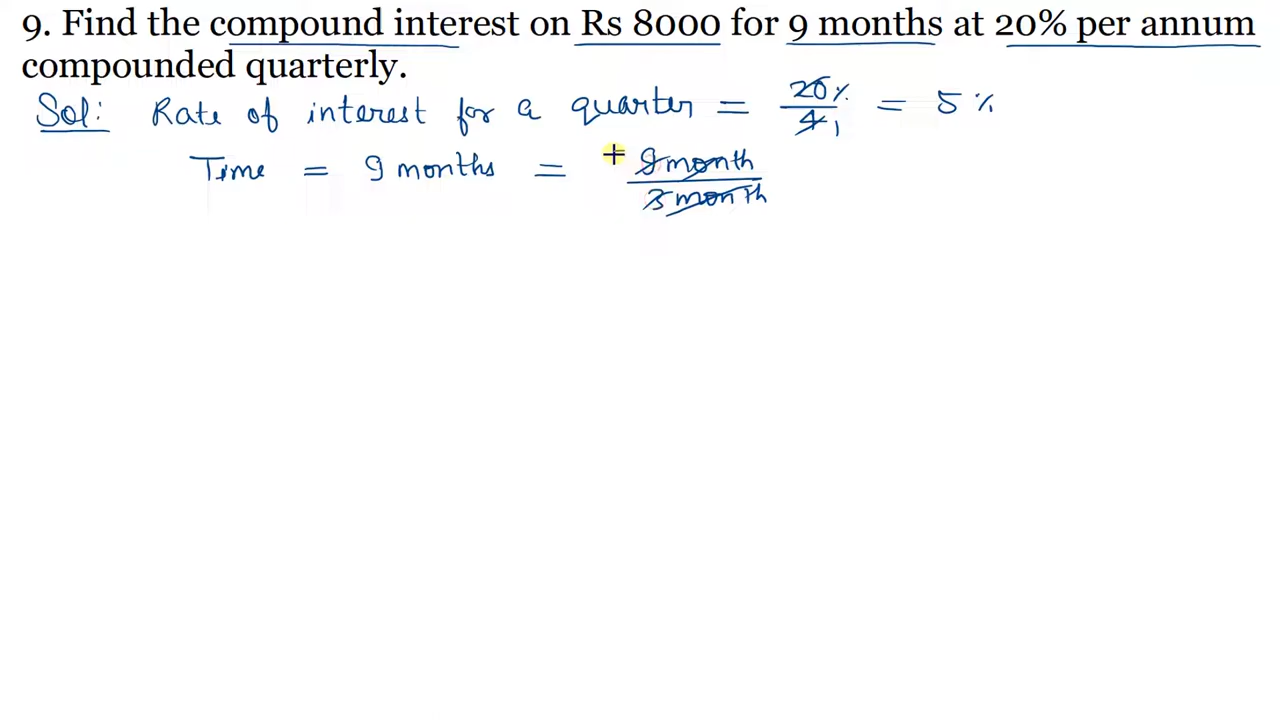 9. Find the compound interest on Rs 8000 for 9 months at 20% per annum
compounded quarterly.
Sol: Rate of interest for a quarter = 20% / 4 1 = 5 %
Time = 9 months = 9 month / 3 month